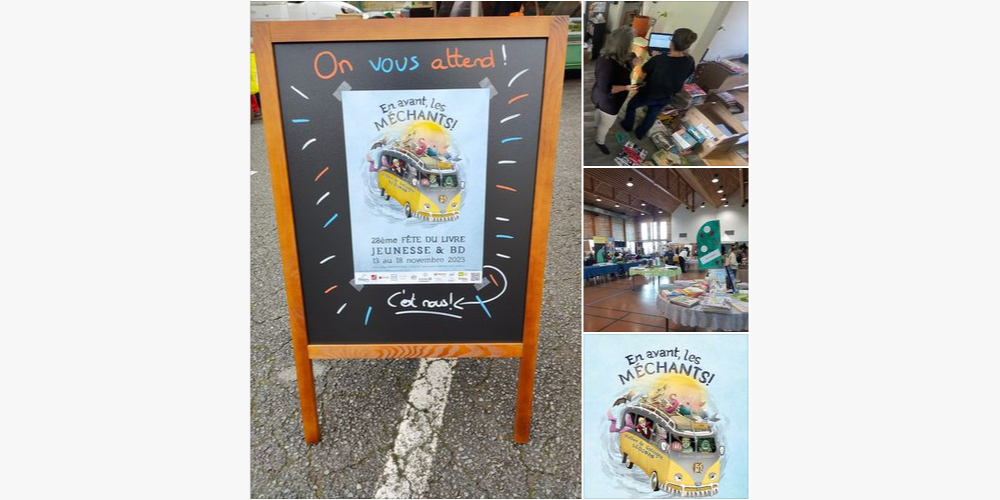 On vous attend !
En avant, les
MÉCHANTS!
28ème FÊTE DU LIVRE
JEUNESSE & BD
13 au 18 novembre 2023
C'est nous!
En avant, les
MÉCHANTS!